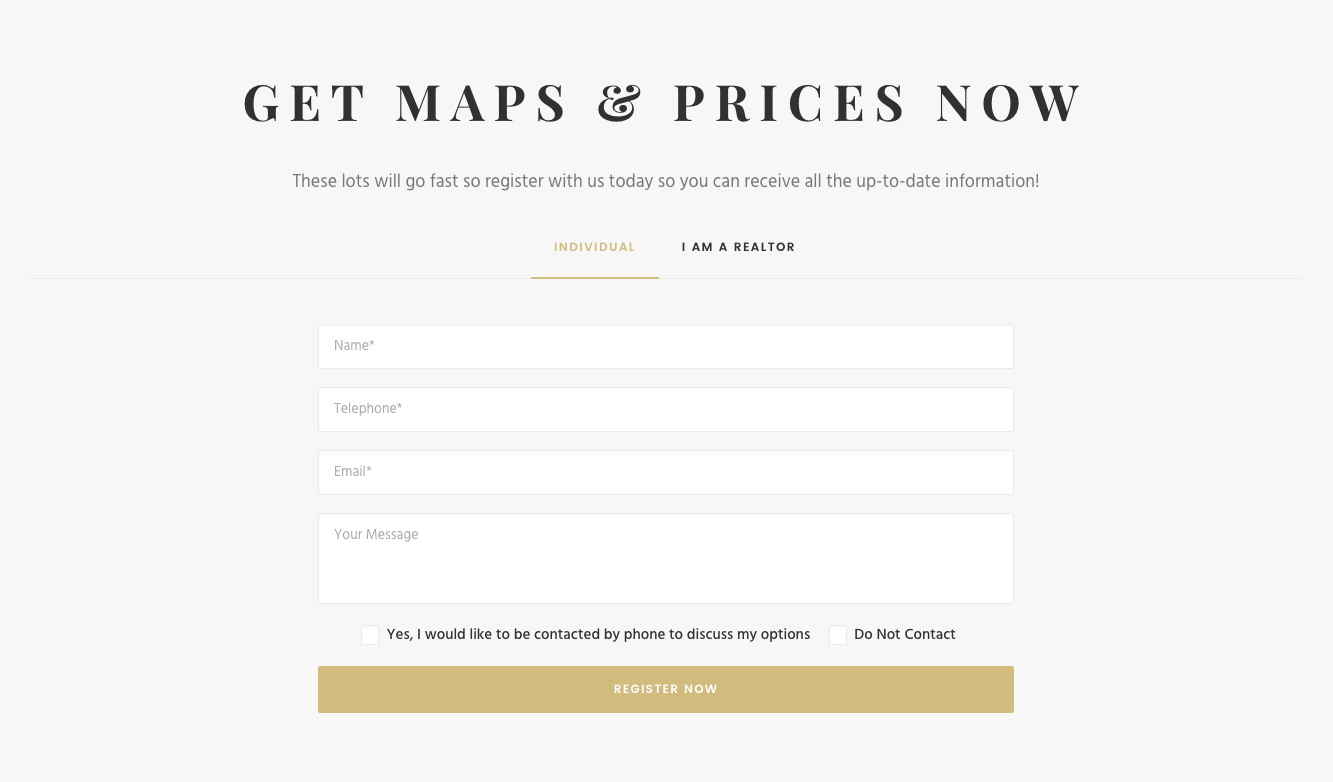 GET MAPS & PRICES NOW
These lots will go fast so register with us today so you can receive all the up-to-date information!
INDIVIDUAL I AM A REALTOR
Name*
Telephone*
Email*
Your Message
Yes, I would like to be contacted by phone to discuss my options Do Not Contact
REGISTER NOW